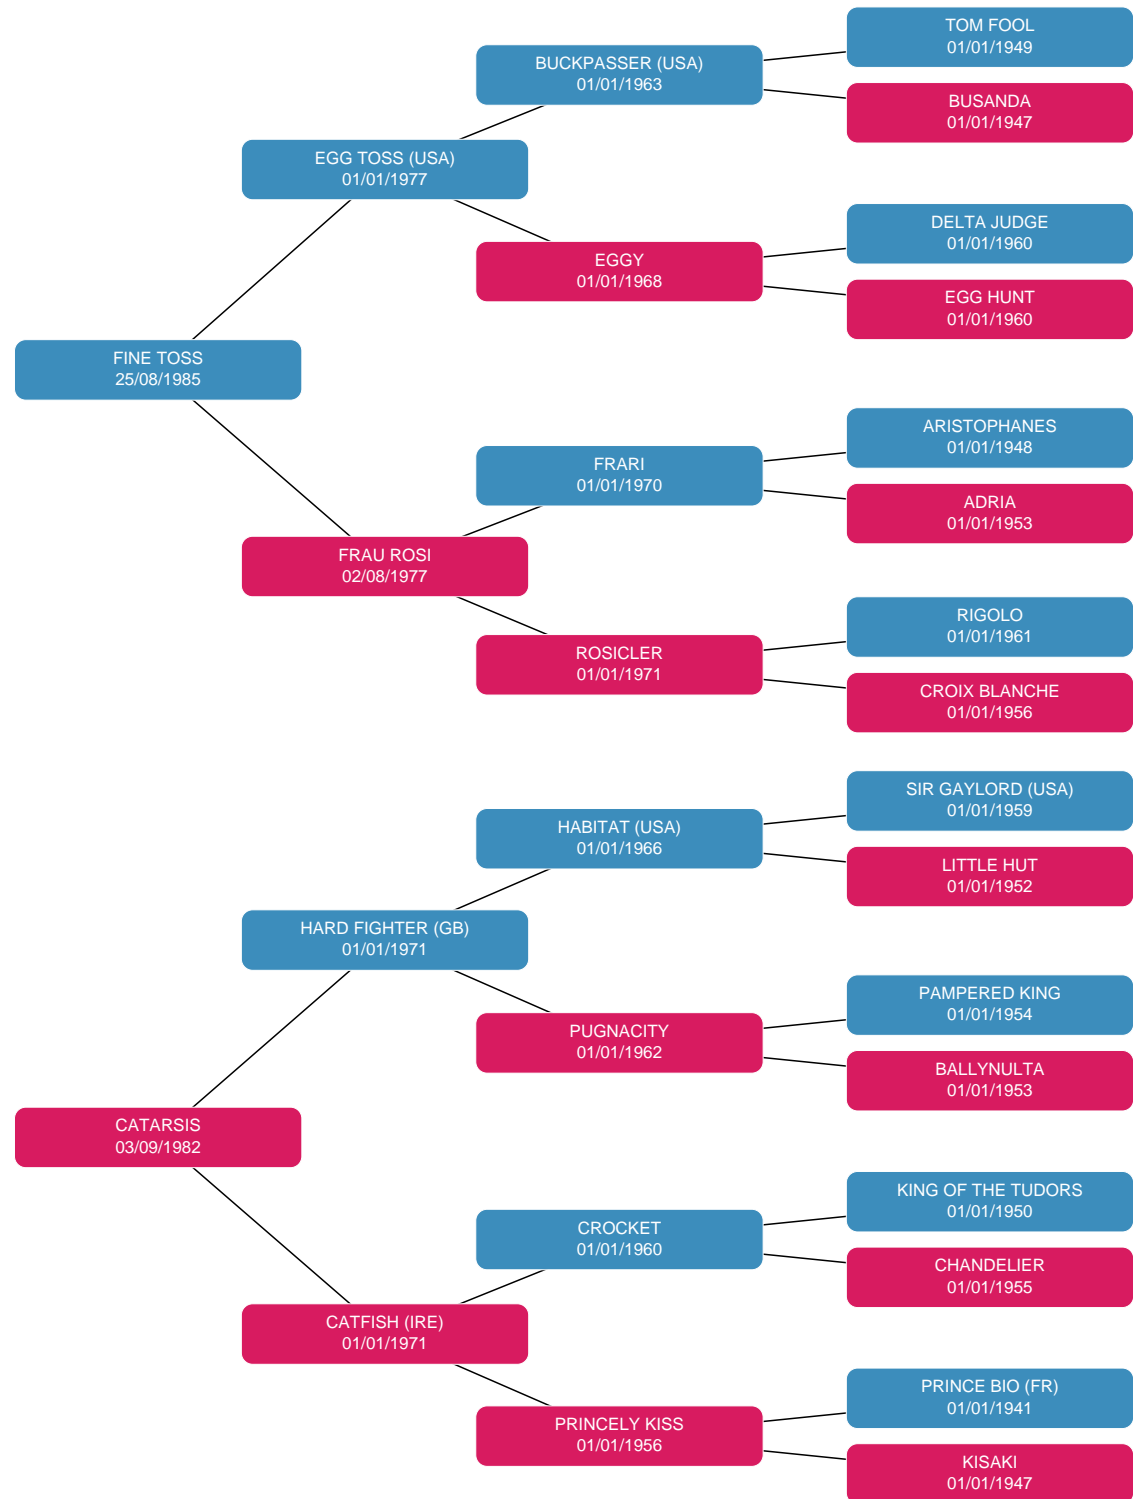 TOM FOOL
01/01/1949
BUCKPASSER (USA)
01/01/1963
BUSANDA
01/01/1947
EGG TOSS (USA)
01/01/1977
DELTA JUDGE
01/01/1960
EGGY
01/01/1968
EGG HUNT
01/01/1960
FINE TOSS
25/08/1985
ARISTOPHANES
01/01/1948
FRARI
01/01/1970
ADRIA
01/01/1953
FRAU ROSI
02/08/1977
RIGOLO
01/01/1961
ROSICLER
01/01/1971
CROIX BLANCHE
01/01/1956
SIR GAYLORD (USA)
01/01/1959
HABITAT (USA)
01/01/1966
LITTLE HUT
01/01/1952
HARD FIGHTER (GB)
01/01/1971
PAMPERED KING
01/01/1954
PUGNACITY
01/01/1962
BALLYNULTA
01/01/1953
CATARSIS
03/09/1982
KING OF THE TUDORS
01/01/1950
CROCKET
01/01/1960
CHANDELIER
01/01/1955
CATFISH (IRE)
01/01/1971
PRINCE BIO (FR)
01/01/1941
PRINCELY KISS
01/01/1956
KISAKI
01/01/1947